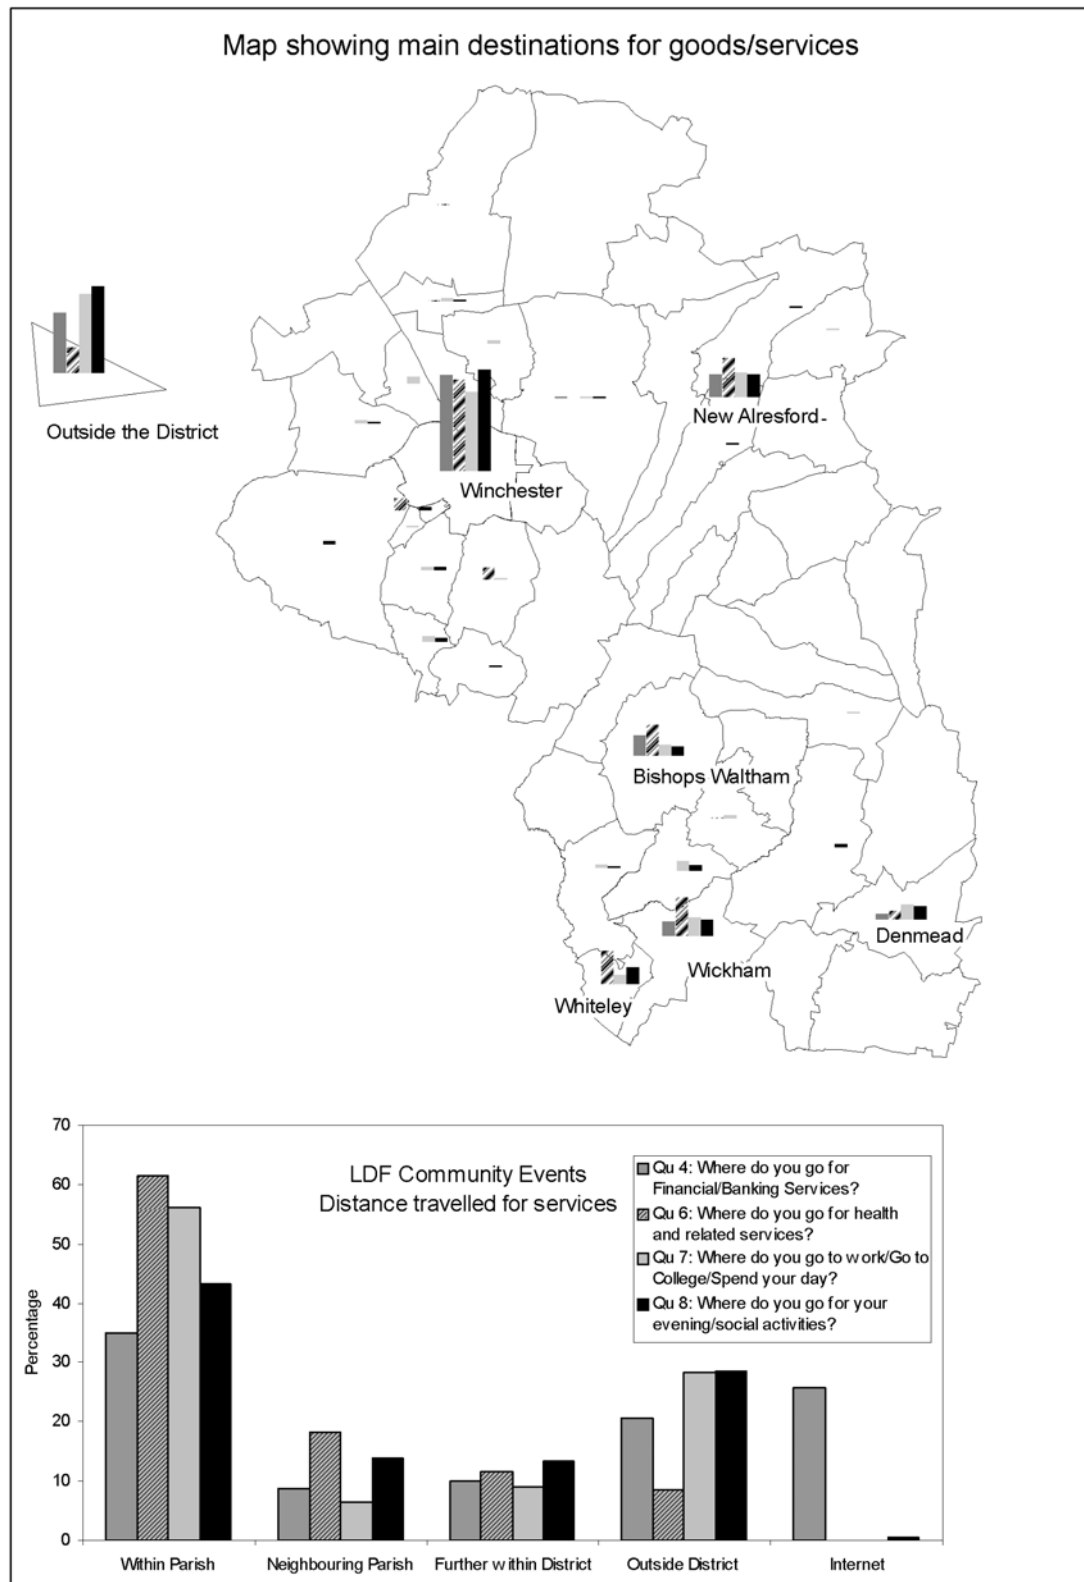 Map showing main destinations for goods/services
Outside the District
New Alresford
Winchester
Bishops Waltham
Denmead
Wickham
Whiteley
70
60
50
40
30
20
10
0
Percentage
LDF Community Events
Distance travelled for services
Qu 4: Where do you go for
Financial/Banking Services?
Qu 6: Where do you go for health
and related services?
Qu 7: Where do you go to work/Go to
College/Spend your day?
Qu 8: Where do you go for your
evening/social activities?
Within Parish
Neighbouring Parish
Further within District
Outside District
Internet